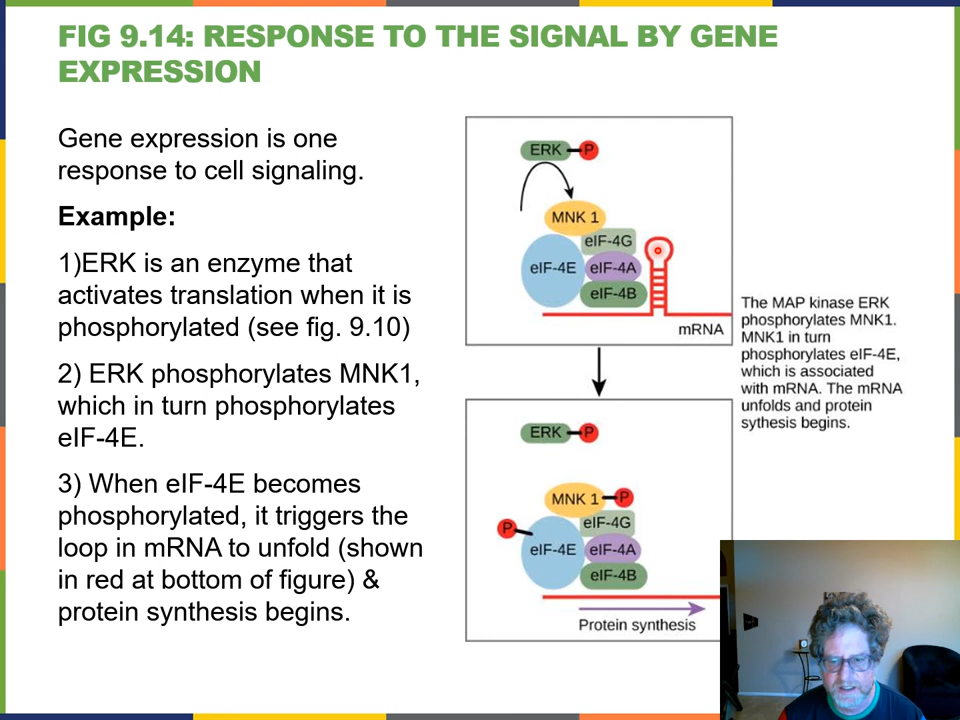 FIG 9.14: RESPONSE TO THE SIGNAL BY GENE
EXPRESSION
Gene expression is one
response to cell signaling.
Example:
1)ERK is an enzyme that
activates translation when it is
phosphorylated (see fig. 9.10)
2) ERK phosphorylates MNK1,
which in turn phosphorylates
eIF-4E.
3) When eIF-4E becomes
phosphorylated, it triggers the
loop in mRNA to unfold (shown
in red at bottom of figure) &
protein synthesis begins.
ERK P
MNK 1
eIF-4G
eIF-4E eIF-4A
eIF-4B
mRNA
The MAP kinase ERK
phosphorylates MNK1.
MNK1 in turn
phosphorylates eIF-4E,
which is associated
with mRNA. The mRNA
unfolds and protein
sythesis begins.
ERK P
MNK 1 P
P eIF-4G
eIF-4E eIF-4A
eIF-4B
Protein synthesis